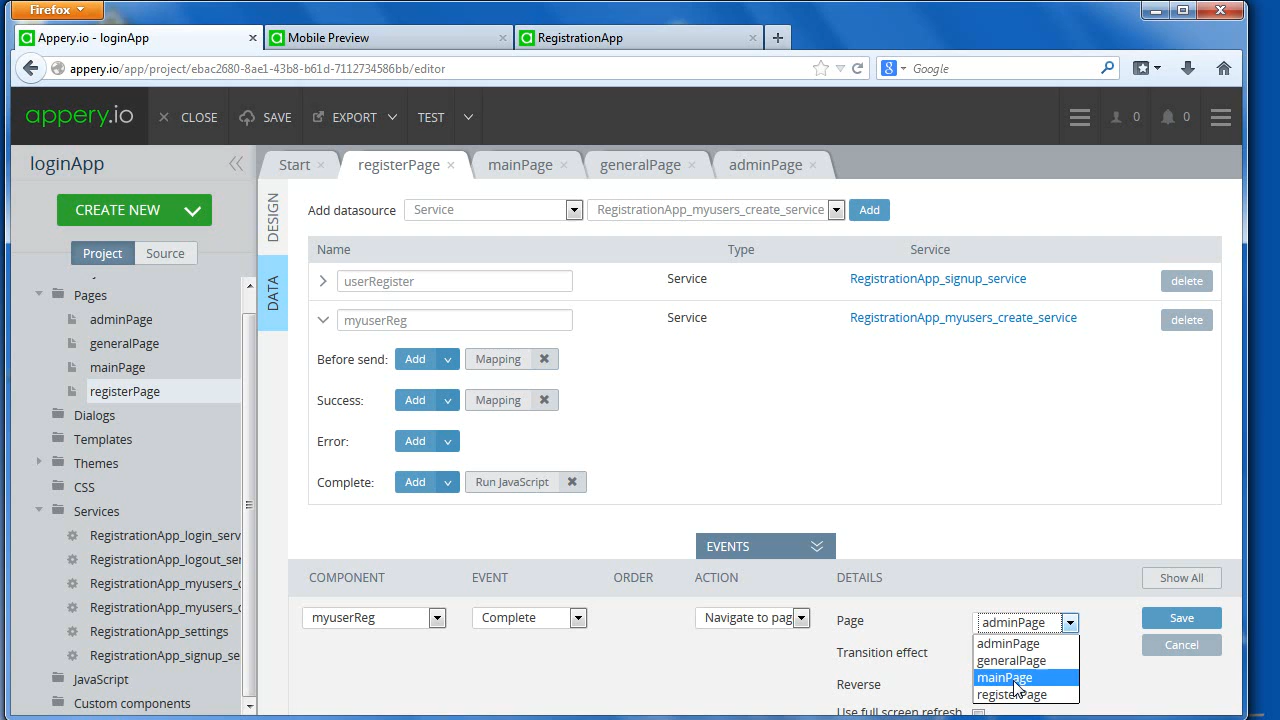 Firefox
Appery.io - loginApp
Mobile Preview
RegistrationApp
appery.io/app/project/ebac2680-8ae1-43b8-b61d-7112734586bb/editor
Google
appery.io
CLOSE
SAVE
EXPORT
TEST
0
0
loginApp
Start
registerPage
mainPage
generalPage
adminPage
CREATE NEW
Project
Source
DESIGN
DATA
Add datasource
Service
RegistrationApp_myusers_create_service
Add
Name
Type
Service
userRegister
Service
RegistrationApp_signup_service
delete
myuserReg
Service
RegistrationApp_myusers_create_service
delete
Before send:
Add
Mapping
Success:
Add
Mapping
Error:
Add
Complete:
Add
Run JavaScript
Pages
adminPage
generalPage
mainPage
registerPage
Dialogs
Templates
Themes
CSS
Services
RegistrationApp_login_serv
RegistrationApp_logout_ser
RegistrationApp_myusers_c
RegistrationApp_myusers_c
RegistrationApp_settings
RegistrationApp_signup_se
JavaScript
Custom components
EVENTS
COMPONENT
EVENT
ORDER
ACTION
DETAILS
Show All
myuserReg
Complete
Navigate to pag
Page
adminPage
Save
Cancel
adminPage
generalPage
mainPage
registerPage
Transition effect
Reverse
Use full screen refresh